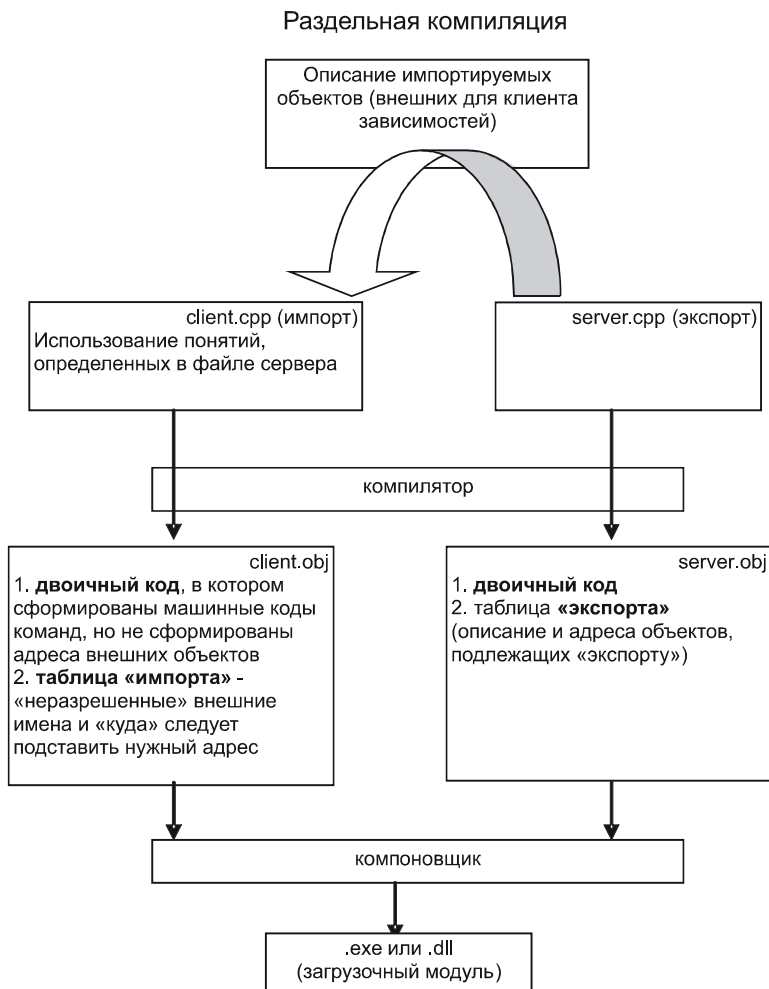 Раздельная компиляция
Описание импортируемых
объектов (внешних для клиента
зависимостей)
client.cpp (импорт)
Использование понятий,
определенных в файле сервера
server.cpp (экспорт)
компилятор
client.obj
1. двоичный код, в котором
сформированы машинные коды
команд, но не сформированы
адреса внешних объектов
2. таблица «импорта» -
«неразрешенные» внешние
имена и «куда» следует
подставить нужный адрес
server.obj
1. двоичный код
2. таблица «экспорта»
(описание и адреса объектов,
подлежащих «экспорту»)
компоновщик
.exe или .dll
(загрузочный модуль)